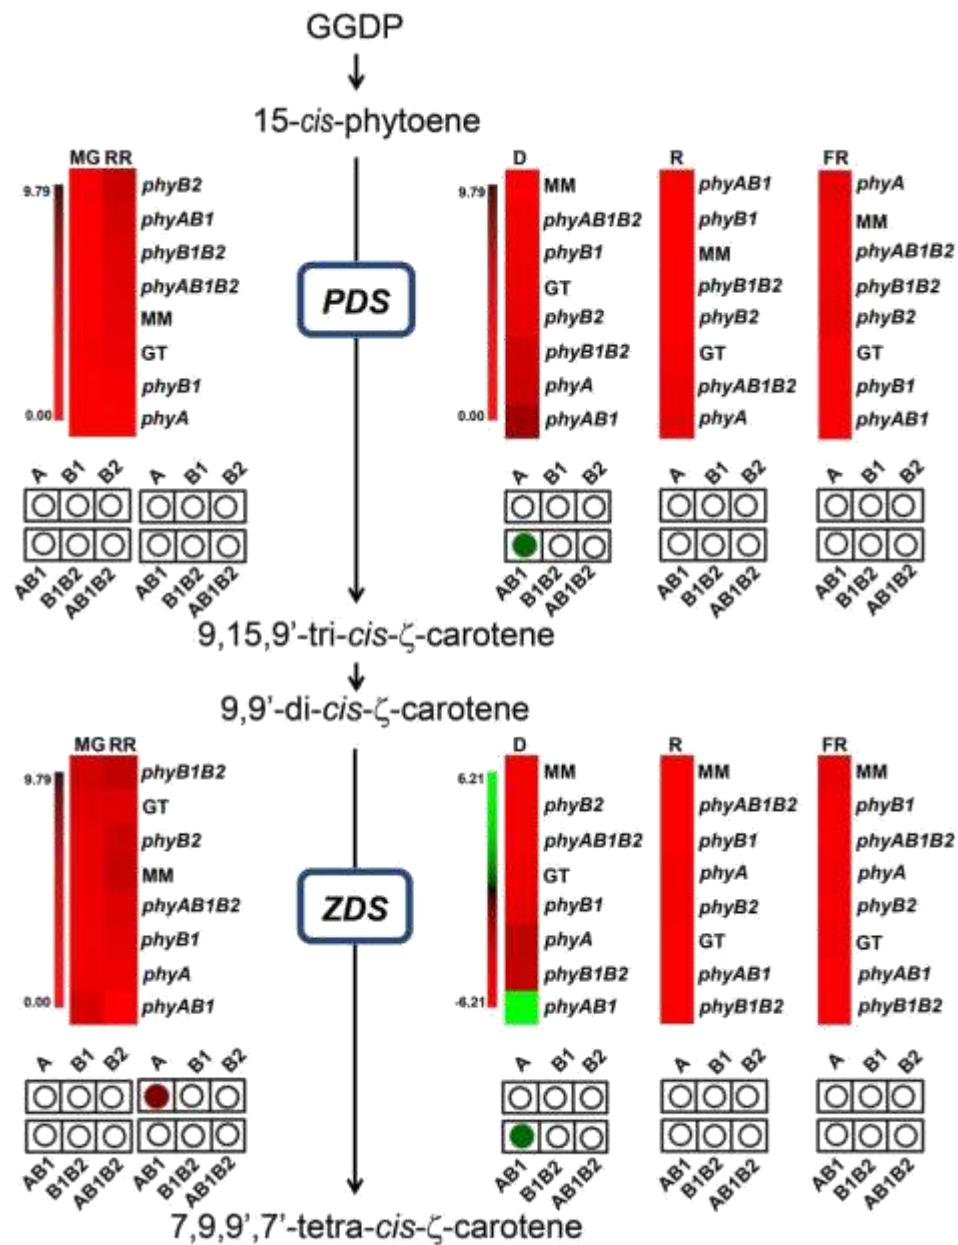 GGDP
15-cis-phytoene
MG RR
9.79
0.00
phyB2
phyAB1
phyB1B2
phyAB1B2
MM
GT
phyB1
phyA
PDS
D
9.79
0.00
MM
phyAB1B2
phyB1
GT
phyB2
phyB1B2
phyA
phyAB1
R
phyAB1
phyB1
MM
phyB1B2
phyB2
GT
phyAB1B2
phyA
FR
phyA
MM
phyAB1B2
phyB1B2
phyB2
GT
phyB1
phyAB1
A B1 B2 A B1 B2 A B1 B2 A B1 B2 A B1 B2
AB1 B1B2 AB1B2 AB1 B1B2 AB1B2 AB1 B1B2 AB1B2 AB1 B1B2 AB1B2 AB1 B1B2 AB1B2
9,15,9’-tri-cis-ζ-carotene
9,9’-di-cis-ζ-carotene
MG RR
9.79
0.00
phyB1B2
GT
phyB2
MM
phyAB1B2
phyB1
phyA
phyAB1
ZDS
D
6.21
-6.21
MM
phyB2
phyAB1B2
GT
phyB1
phyA
phyB1B2
phyAB1
R
MM
phyAB1B2
phyB1
phyA
phyB2
GT
phyAB1
phyB1B2
FR
MM
phyB1
phyAB1B2
phyA
phyB2
GT
phyAB1
phyB1B2
A B1 B2 A B1 B2 A B1 B2 A B1 B2 A B1 B2
AB1 B1B2 AB1B2 AB1 B1B2 AB1B2 AB1 B1B2 AB1B2 AB1 B1B2 AB1B2 AB1 B1B2 AB1B2
7,9,9’,7’-tetra-cis-ζ-carotene